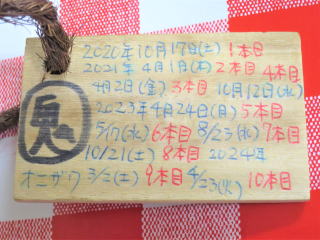 2020年10月17日(土) 1本目
2021年4月1日(木) 2本目 4本目
4月2日(金) 3本目 10月12日(火)
2023年4月24日(月) 5本目
5/17(水) 6本目 8/23(水) 7本目
鬼
10/21(土) 8本目 2024年
オニザワ 3/2(土) 9本目 4/23(火) 10本目